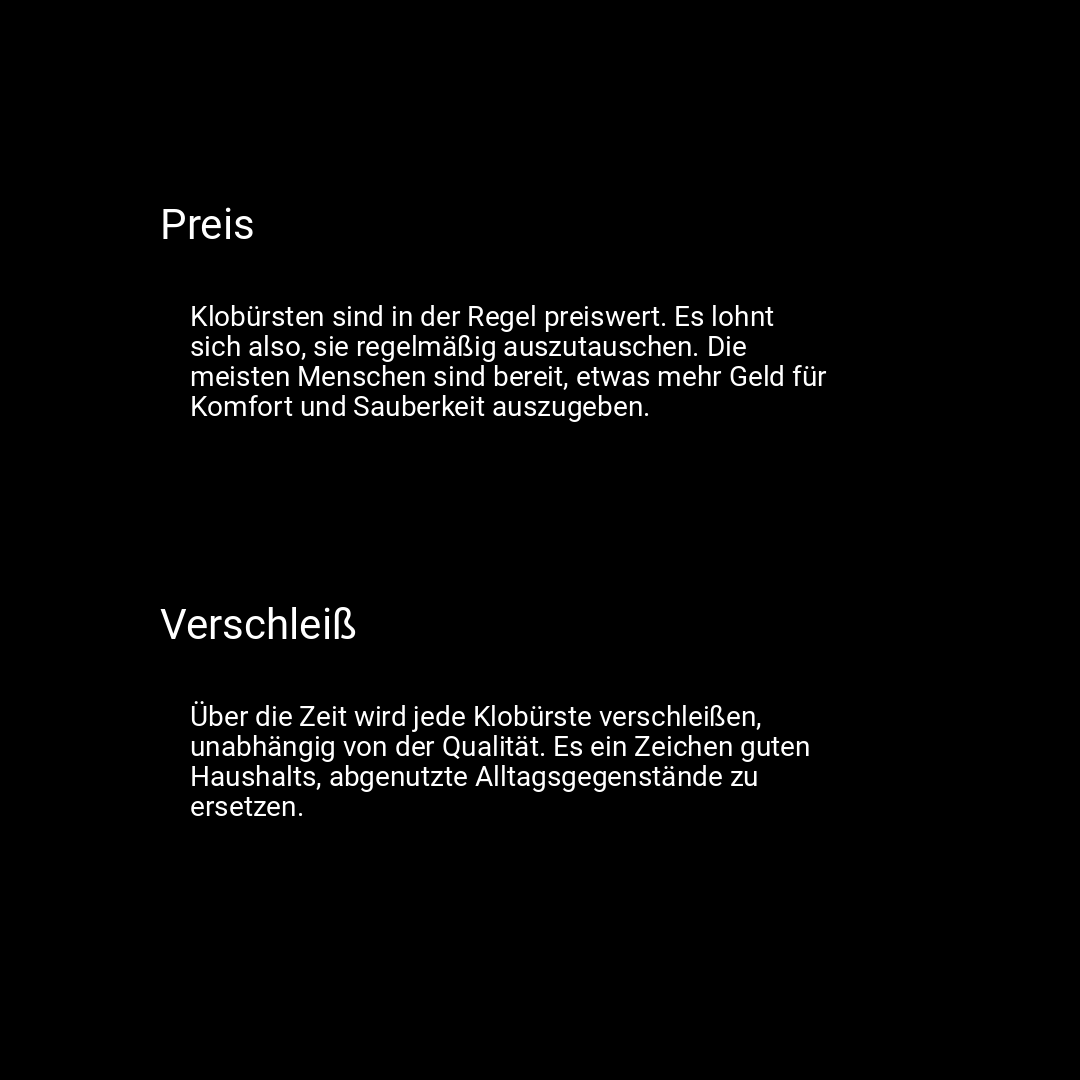 Preis
Klobürsten sind in der Regel preiswert. Es lohnt
sich also, sie regelmäßig auszutauschen. Die
meisten Menschen sind bereit, etwas mehr Geld für
Komfort und Sauberkeit auszugeben.
Verschleiß
Über die Zeit wird jede Klobürste verschleißen,
unabhängig von der Qualität. Es ein Zeichen guten
Haushalts, abgenutzte Alltagsgegenstände zu
ersetzen.